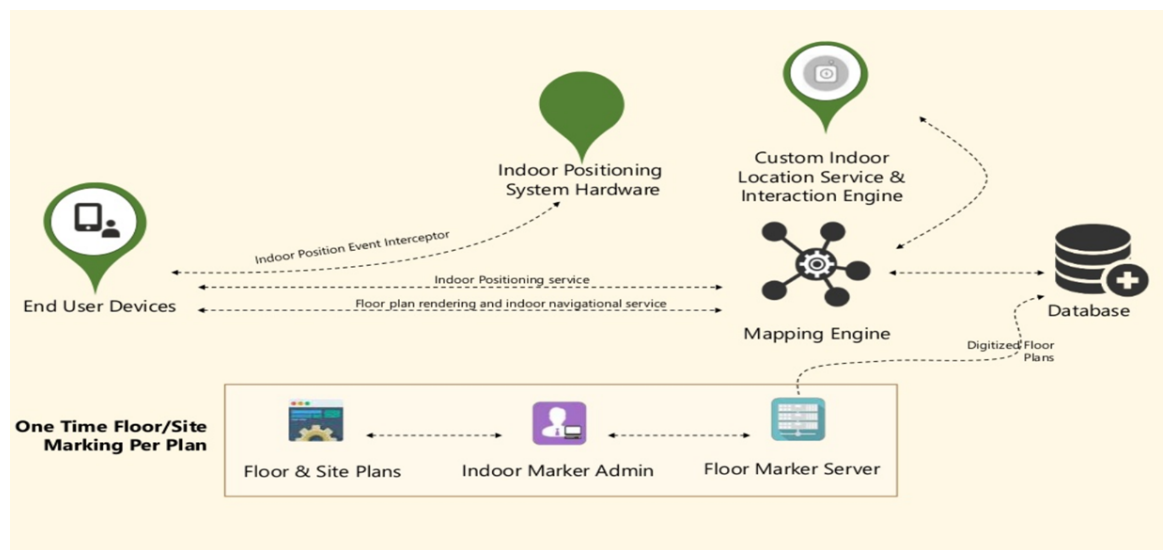 Custom Indoor
Location Service &
Interaction Engine
Indoor Positioning
System Hardware
Indoor Position Event Interceptor
Indoor Positioning service
End User Devices
Floor plan rendering and indoor navigational service
Database
Mapping Engine
Digitized Floor
Plans
One Time Floor/Site
Marking Per Plan
Floor & Site Plans
Indoor Marker Admin
Floor Marker Server